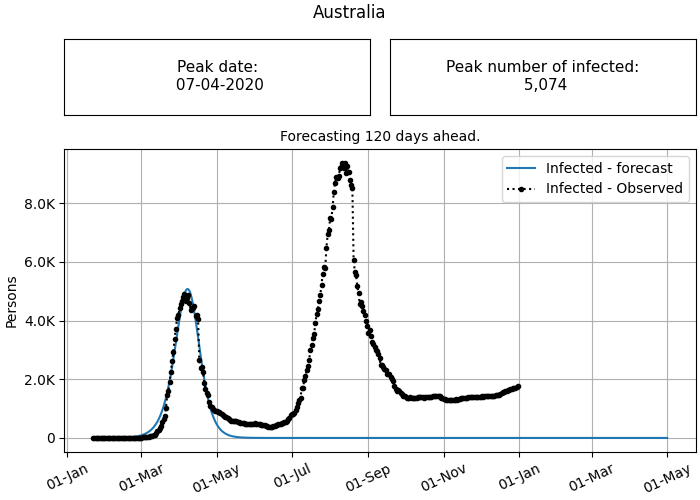 Australia
Peak date:
07-04-2020
Peak number of infected:
5,074
Forecasting 120 days ahead.
Infected - forecast
Infected - Observed
8.0K
6.0K
4.0K
2.0K
0
Persons
01-Jan
01-Mar
01-May
01-Jul
01-Sep
01-Nov
01-Jan
01-Mar
01-May